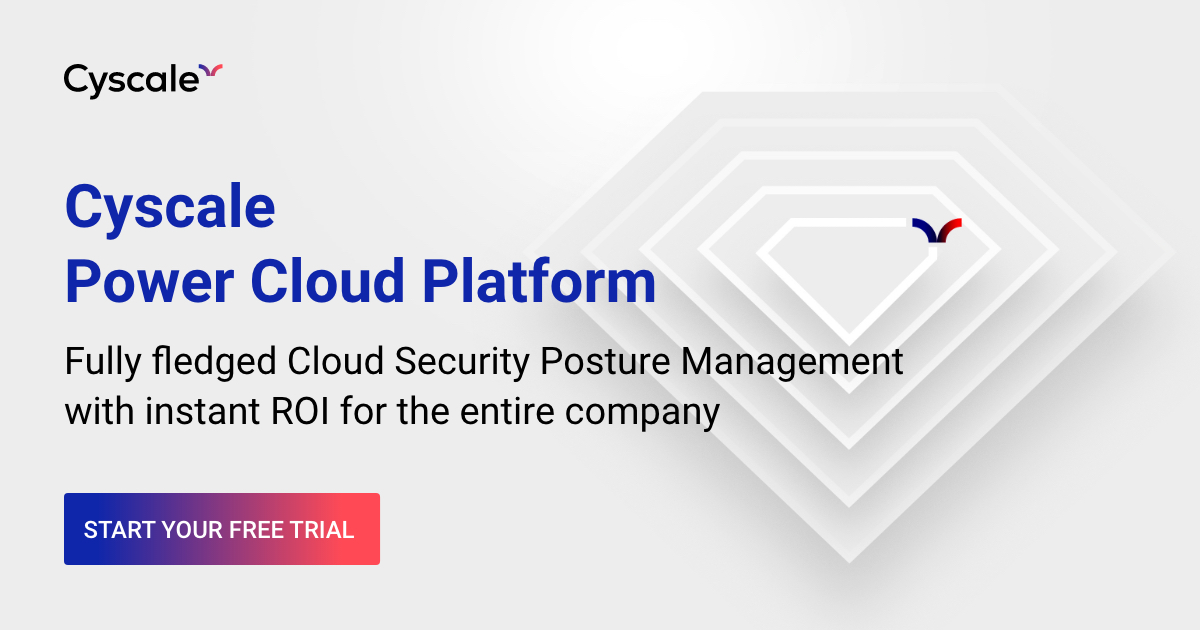 Cyscale
Cyscale
Power Cloud Platform
Fully fledged Cloud Security Posture Management
with instant ROI for the entire company
START YOUR FREE TRIAL